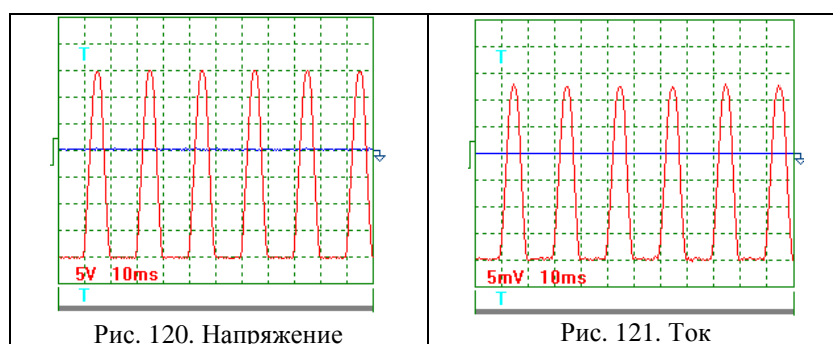 T
5V 10ms
T
Рис. 120. Напряжение
T
5mV 10ms
T
Рис. 121. Ток